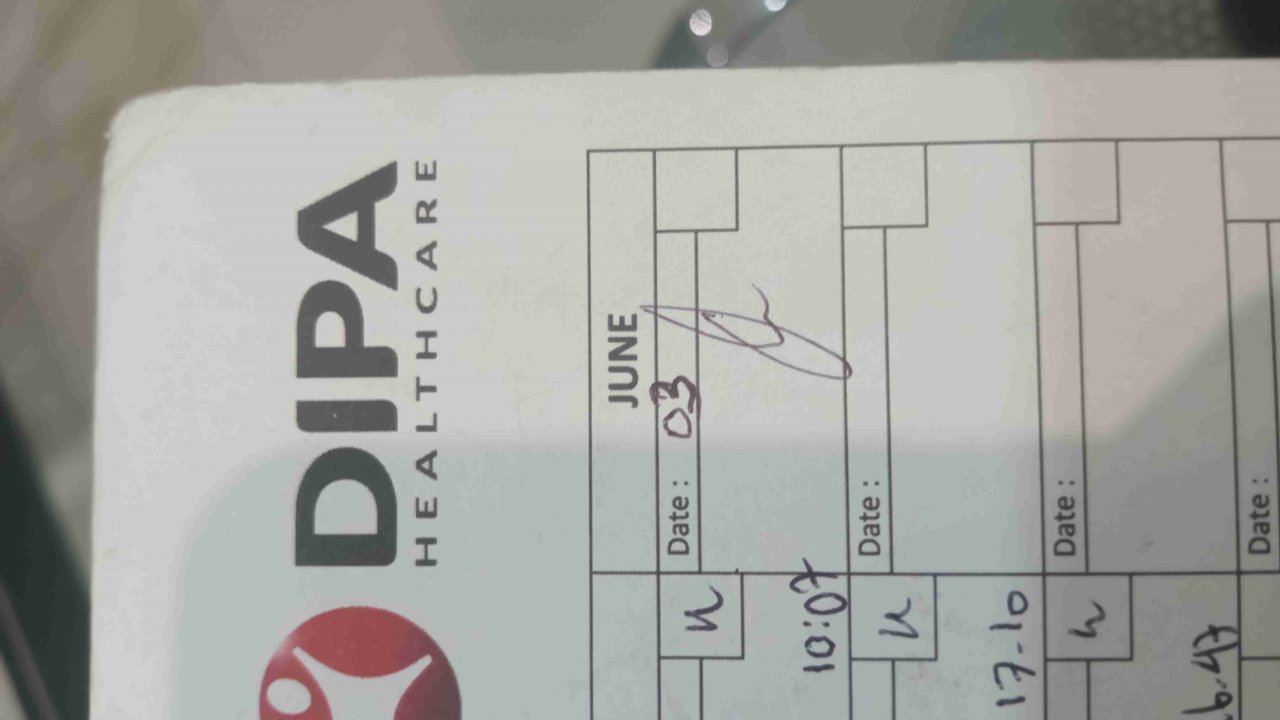 DIPA
HEALTHCARE
JUNE
Date : 03
10:07
Date :
17-10
Date :
Date :